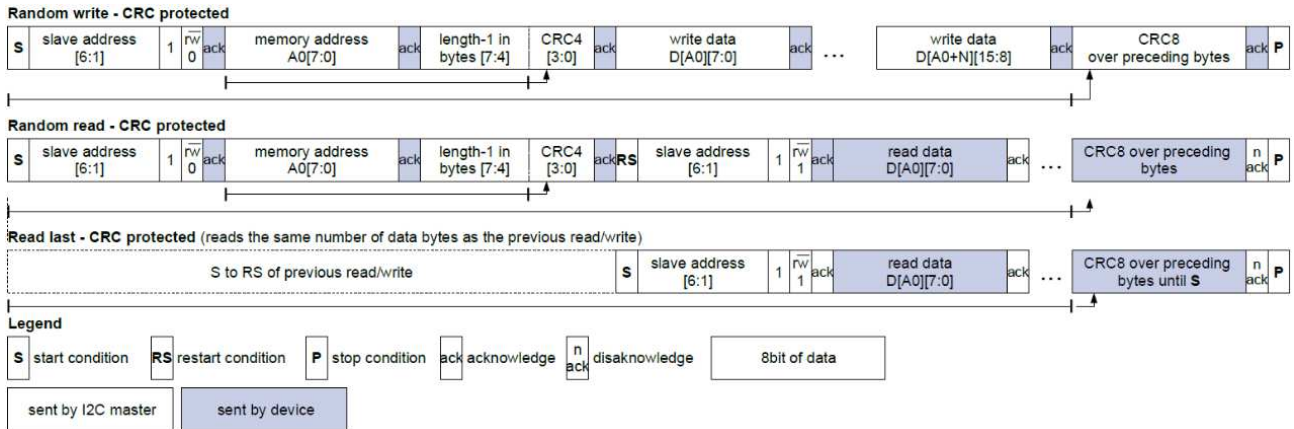 Random write - CRC protected
S slave address [6:1] 1 rw 0 ack memory address A0[7:0] ack length-1 in bytes [7:4] CRC4 [3:0] ack write data D[A0][7:0] ack ... write data D[A0+N][15:8] ack CRC8 over preceding bytes ack P
Random read - CRC protected
S slave address [6:1] 1 rw 0 ack memory address A0[7:0] ack length-1 in bytes [7:4] CRC4 [3:0] ack RS slave address [6:1] 1 rw 1 ack read data D[A0][7:0] ack ... CRC8 over preceding bytes n ack P
Read last - CRC protected (reads the same number of data bytes as the previous read/write)
S to RS of previous read/write S slave address [6:1] 1 rw 1 ack read data D[A0][7:0] ack ... CRC8 over preceding bytes until S n ack P
Legend
S start condition RS restart condition P stop condition ack acknowledge n ack disaknowledge 8bit of data
sent by I2C master sent by device